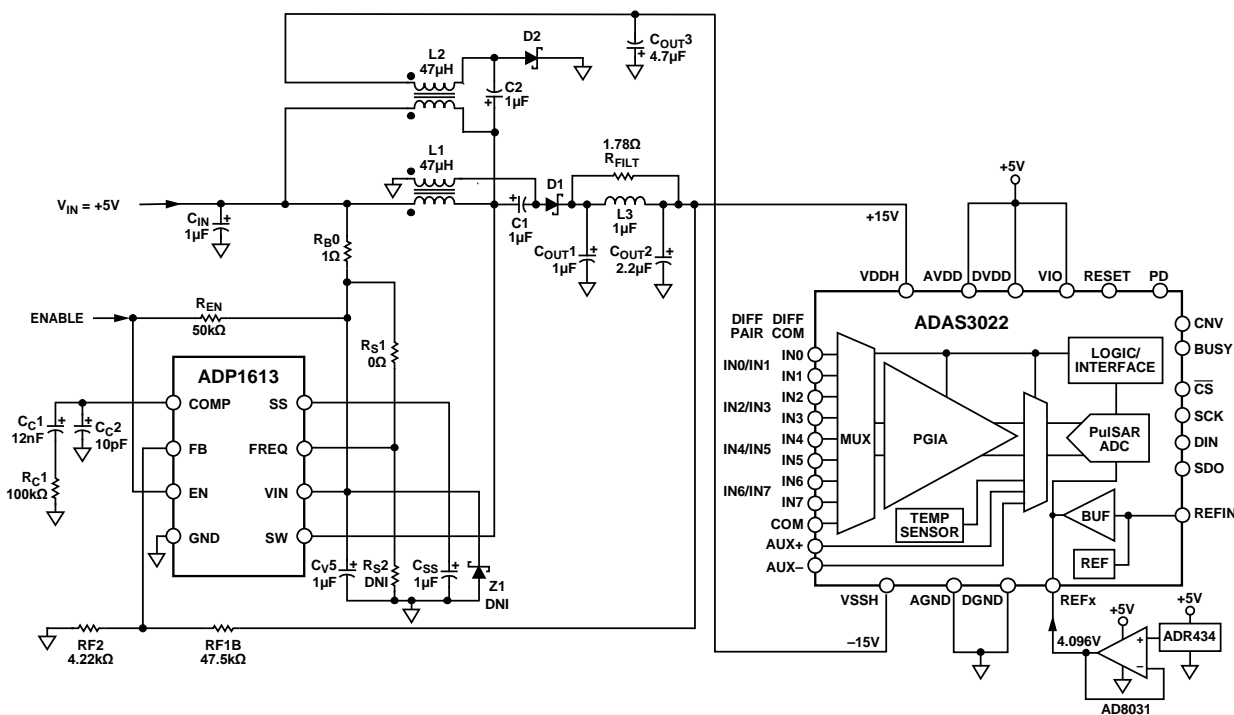 D2
COUT3
4.7µF
L2
47µH
C2
1µF
L1
47µH
1.78Ω
RFILT
D1
VIN = +5V
CIN
1µF
C1
1µF
L3
1µF
+15V
+5V
RB0
1Ω
COUT1
1µF
COUT2
2.2µF
VDDH
AVDD
DVDD
VIO
RESET
PD
ENABLE
REN
50kΩ
RS1
0Ω
ADP1613
COMP
FB
EN
GND
SS
FREQ
VIN
SW
CC1
12nF
CC2
10pF
RC1
100kΩ
CV5
1µF
RS2
DNI
CSS
1µF
Z1
DNI
RF2
4.22kΩ
RF1B
47.5kΩ
ADAS3022
DIFF PAIR
DIFF COM
IN0/IN1
IN2/IN3
IN4/IN5
IN6/IN7
IN0
IN1
IN2
IN3
IN4
IN5
IN6
IN7
COM
AUX+
AUX–
MUX
PGIA
TEMP
SENSOR
LOGIC/
INTERFACE
PulSAR
ADC
BUF
REF
CNV
BUSY
CS
SCK
DIN
SDO
REFIN
VSSH
AGND
DGND
REFx
–15V
4.096V
+5V
+5V
ADR434
AD8031